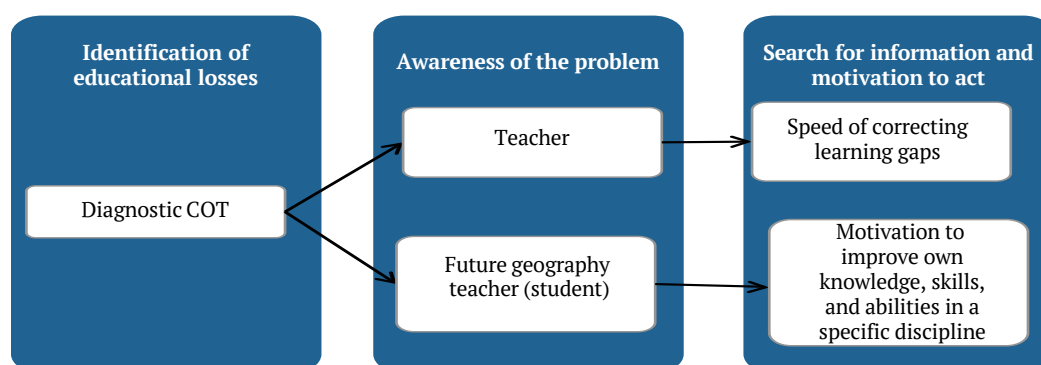 Identification of
educational losses
Diagnostic COT
Awareness of the problem
Teacher
Future geography
teacher (student)
Search for information and
motivation to act
Speed of correcting
learning gaps
Motivation to
improve own
knowledge, skills,
and abilities in a
specific discipline